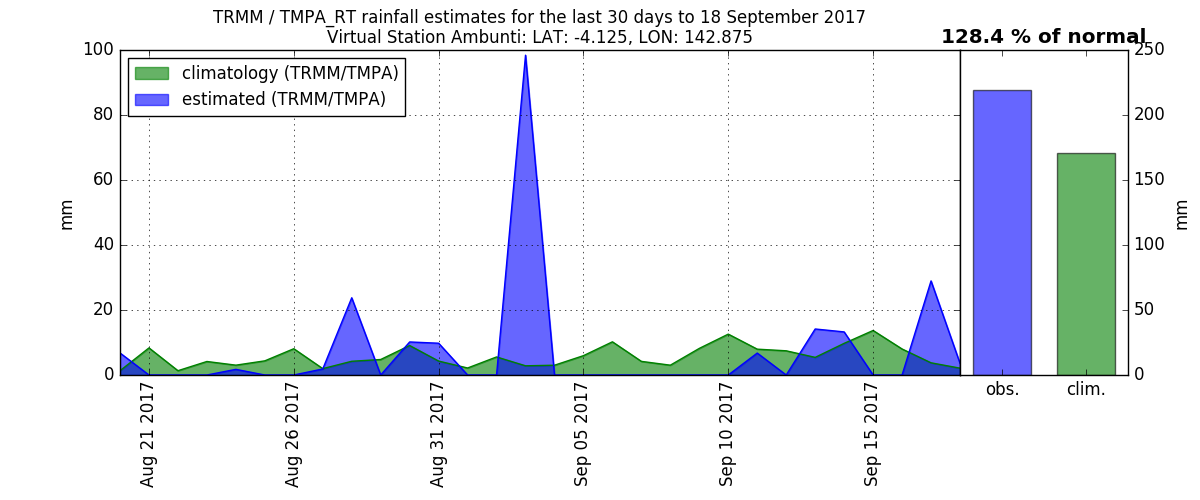 TRMM / TMPA_RT rainfall estimates for the last 30 days to 18 September 2017
Virtual Station Ambunti: LAT: -4.125, LON: 142.875
128.4 % of normal
climatology (TRMM/TMPA)
estimated (TRMM/TMPA)
100
80
60
40
20
0
mm
Aug 21 2017
Aug 26 2017
Aug 31 2017
Sep 05 2017
Sep 10 2017
Sep 15 2017
obs.
clim.
250
200
150
100
50
0
mm